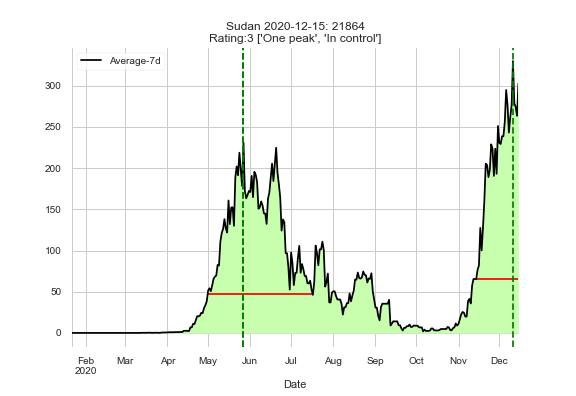 Sudan 2020-12-15: 21864
Rating:3 ['One peak', 'In control']
Average-7d
300
250
200
150
100
50
0
Feb Mar Apr May Jun Jul Aug Sep Oct Nov Dec
2020
Date